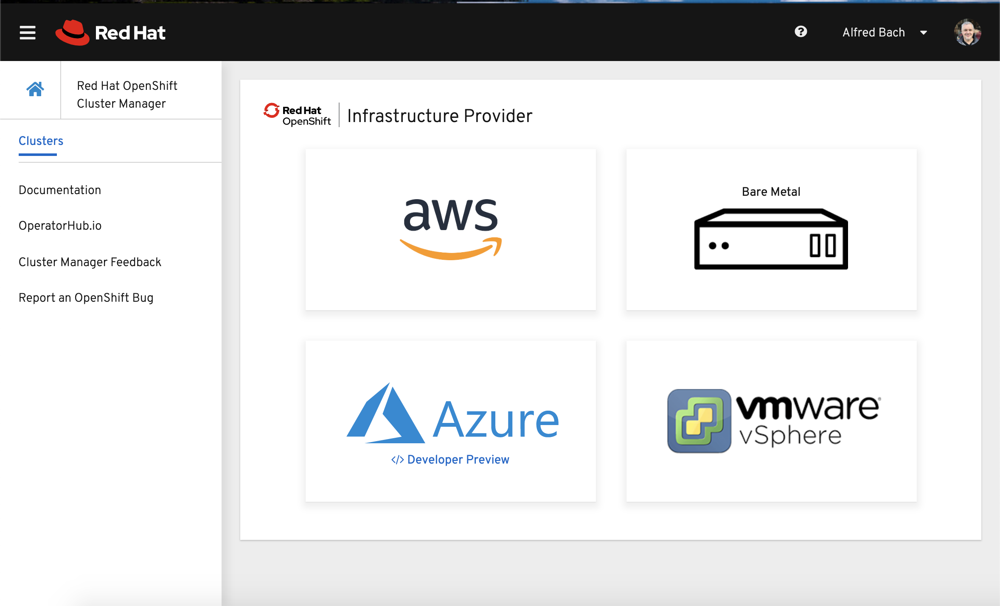 Red Hat
Alfred Bach
Red Hat OpenShift
Cluster Manager
Clusters
Documentation
OperatorHub.io
Cluster Manager Feedback
Report an OpenShift Bug
Red Hat
OpenShift
Infrastructure Provider
aws
Bare Metal
Azure
</> Developer Preview
vmware®
vSphere